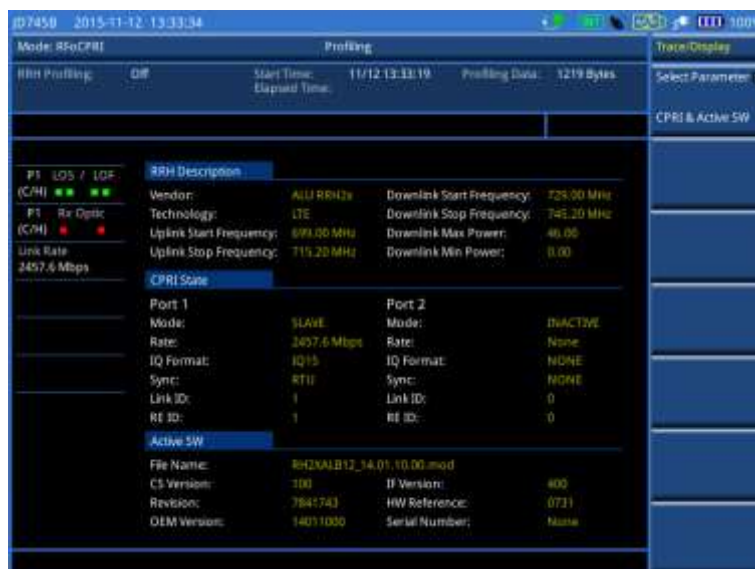 JD745B 2015-11-12 13:33:34 INT 100%
Mode: RFoCPRI Profiling Trace/Display
RRH Profiling: Off Start Time: 11/12 13:33:19 Profiling Data: 1219 Bytes
Elapsed Time:
Select Parameter
CPRI & Active SW
P1 LOS / LOF
(C/H)
P1 Rx Optic
(C/H)
Link Rate
2457.6 Mbps
RRH Description
Vendor: ALU RRH2x Downlink Start Frequency: 729.00 MHz
Technology: LTE Downlink Stop Frequency: 745.20 MHz
Uplink Start Frequency: 699.00 MHz Downlink Max Power: 46.00
Uplink Stop Frequency: 715.20 MHz Downlink Min Power: 0.00
CPRI State
Port 1 Port 2
Mode: SLAVE Mode: INACTIVE
Rate: 2457.6 Mbps Rate: None
IQ Format: IQ15 IQ Format: NONE
Sync: RTU Sync: NONE
Link ID: 1 Link ID: 0
RE ID: 1 RE ID: 0
Active SW
File Name: RH2XALB12_14.01.10.00.mod
CS Version: 100 IF Version: 400
Revision: 7841743 HW Reference: 0731
OEM Version: 14011000 Serial Number: None